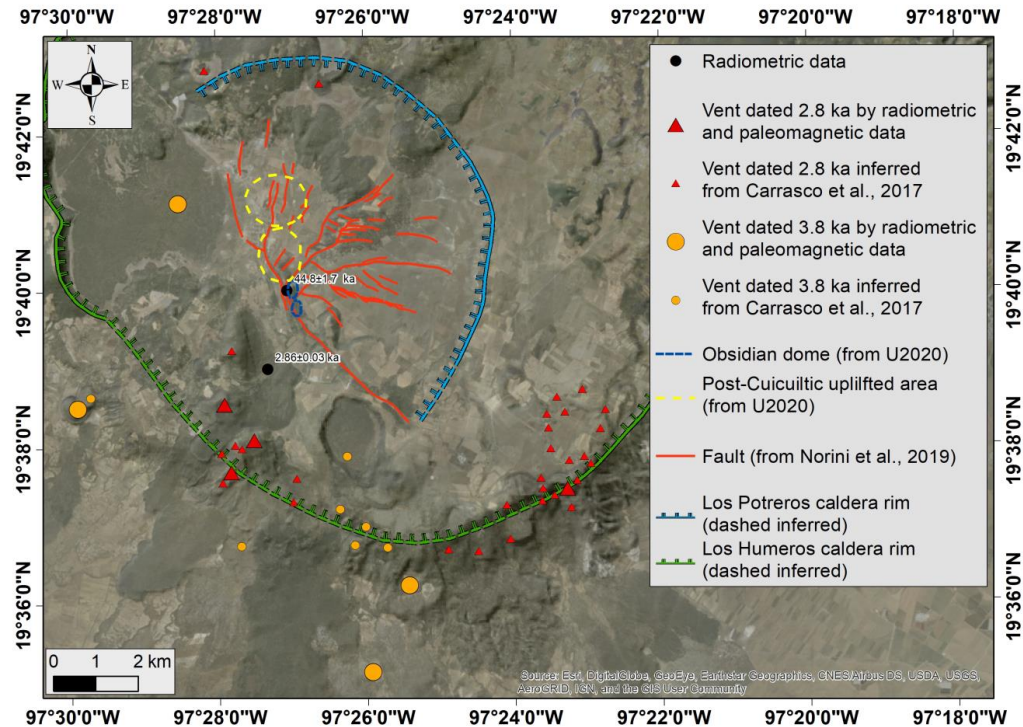 97°30'0"W 97°28'0"W 97°26'0"W 97°24'0"W 97°22'0"W 97°20'0"W 97°18'0"W
N
W E
S
19°42'0"N
19°40'0"N
19°38'0"N
19°36'0"N
44.8±1.7 ka
2.86±0.03 ka
Radiometric data
Vent dated 2.8 ka by radiometric
and paleomagnetic data
Vent dated 2.8 ka inferred
from Carrasco et al., 2017
Vent dated 3.8 ka by radiometric
and paleomagnetic data
Vent dated 3.8 ka inferred
from Carrasco et al., 2017
Obsidian dome (from U2020)
Post-Cuicuiltic uplilfted area
(from U2020)
Fault (from Norini et al., 2019)
Los Potreros caldera rim
(dashed inferred)
Los Humeros caldera rim
(dashed inferred)
19°42'0"N
19°40'0"N
19°38'0"N
19°36'0"N
0 1 2 km
Source: Esri, DigitalGlobe, GeoEye, Earthstar Geographics, CNES/Airbus DS, USDA, USGS,
AeroGRID, IGN, and the GIS User Community
97°30'0"W 97°28'0"W 97°26'0"W 97°24'0"W 97°22'0"W 97°20'0"W 97°18'0"W